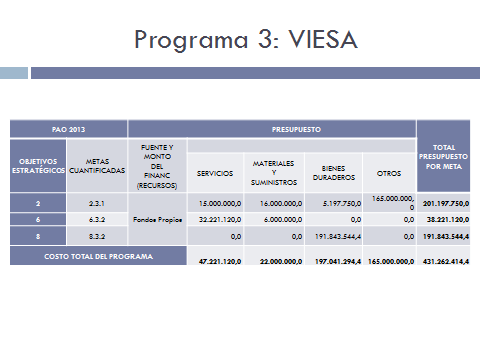 Programa 3: VIESA
PAO 2013 PRESUPUESTO TOTAL PRESUPUESTO POR META
OBJETIVOS ESTRATÉGICOS METAS CUANTIFICADAS FUENTE Y MONTO DEL FINANC (RECURSOS)
SERVICIOS MATERIALES Y SUMINISTROS BIENES DURADEROS OTROS
2 2.3.1 Fondos Propios 15.000.000,0 16.000.000,0 5.197.750,0 165.000.000,0 201.197.750,0
6 6.3.2 32.221.120,0 6.000.000,0 0,0 0,0 38.221.120,0
8 8.3.2 0,0 191.843.544,4 0,0 191.843.544,4
COSTO TOTAL DEL PROGRAMA 47.221.120,0 22.000.000,0 197.041.294,4 165.000.000,0 431.262.414,4